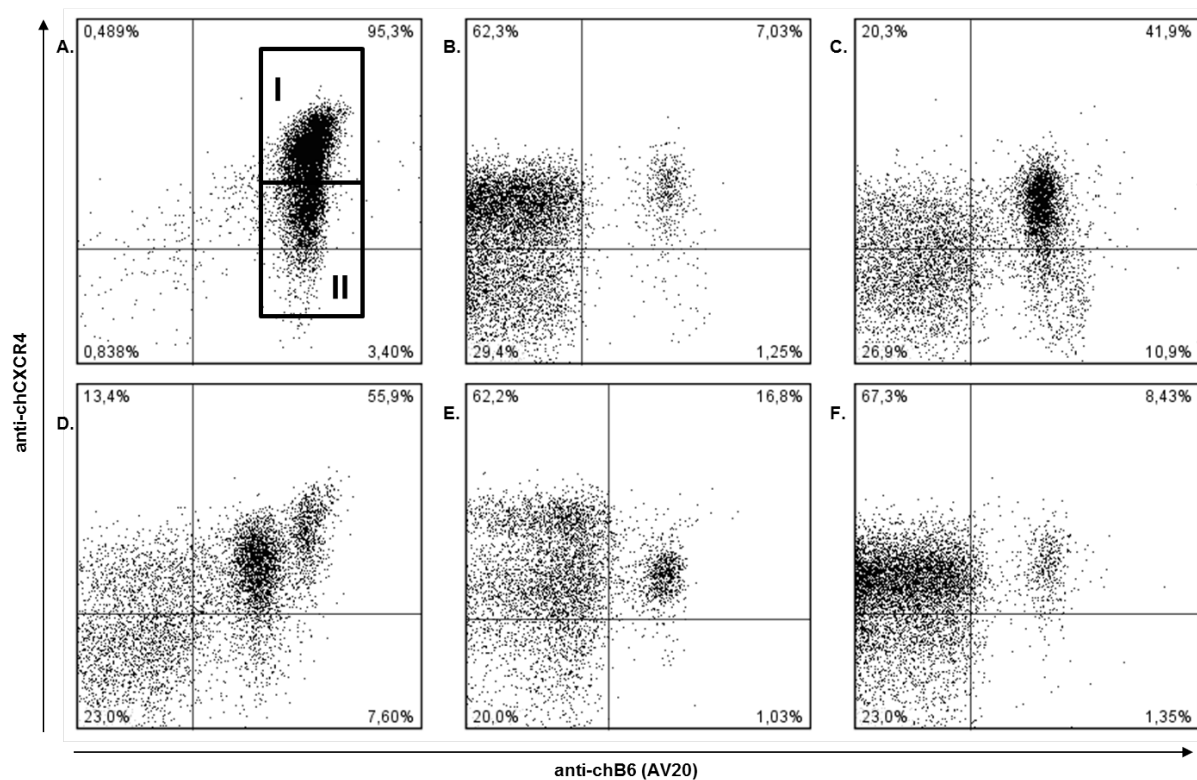 A.
0,489%
95,3%
I
II
0,838%
3,40%
B.
62,3%
7,03%
29,4%
1,25%
C.
20,3%
41,9%
26,9%
10,9%
D.
13,4%
55,9%
23,0%
7,60%
E.
62,2%
16,8%
20,0%
1,03%
F.
67,3%
8,43%
23,0%
1,35%
anti-chCXCR4
anti-chB6 (AV20)